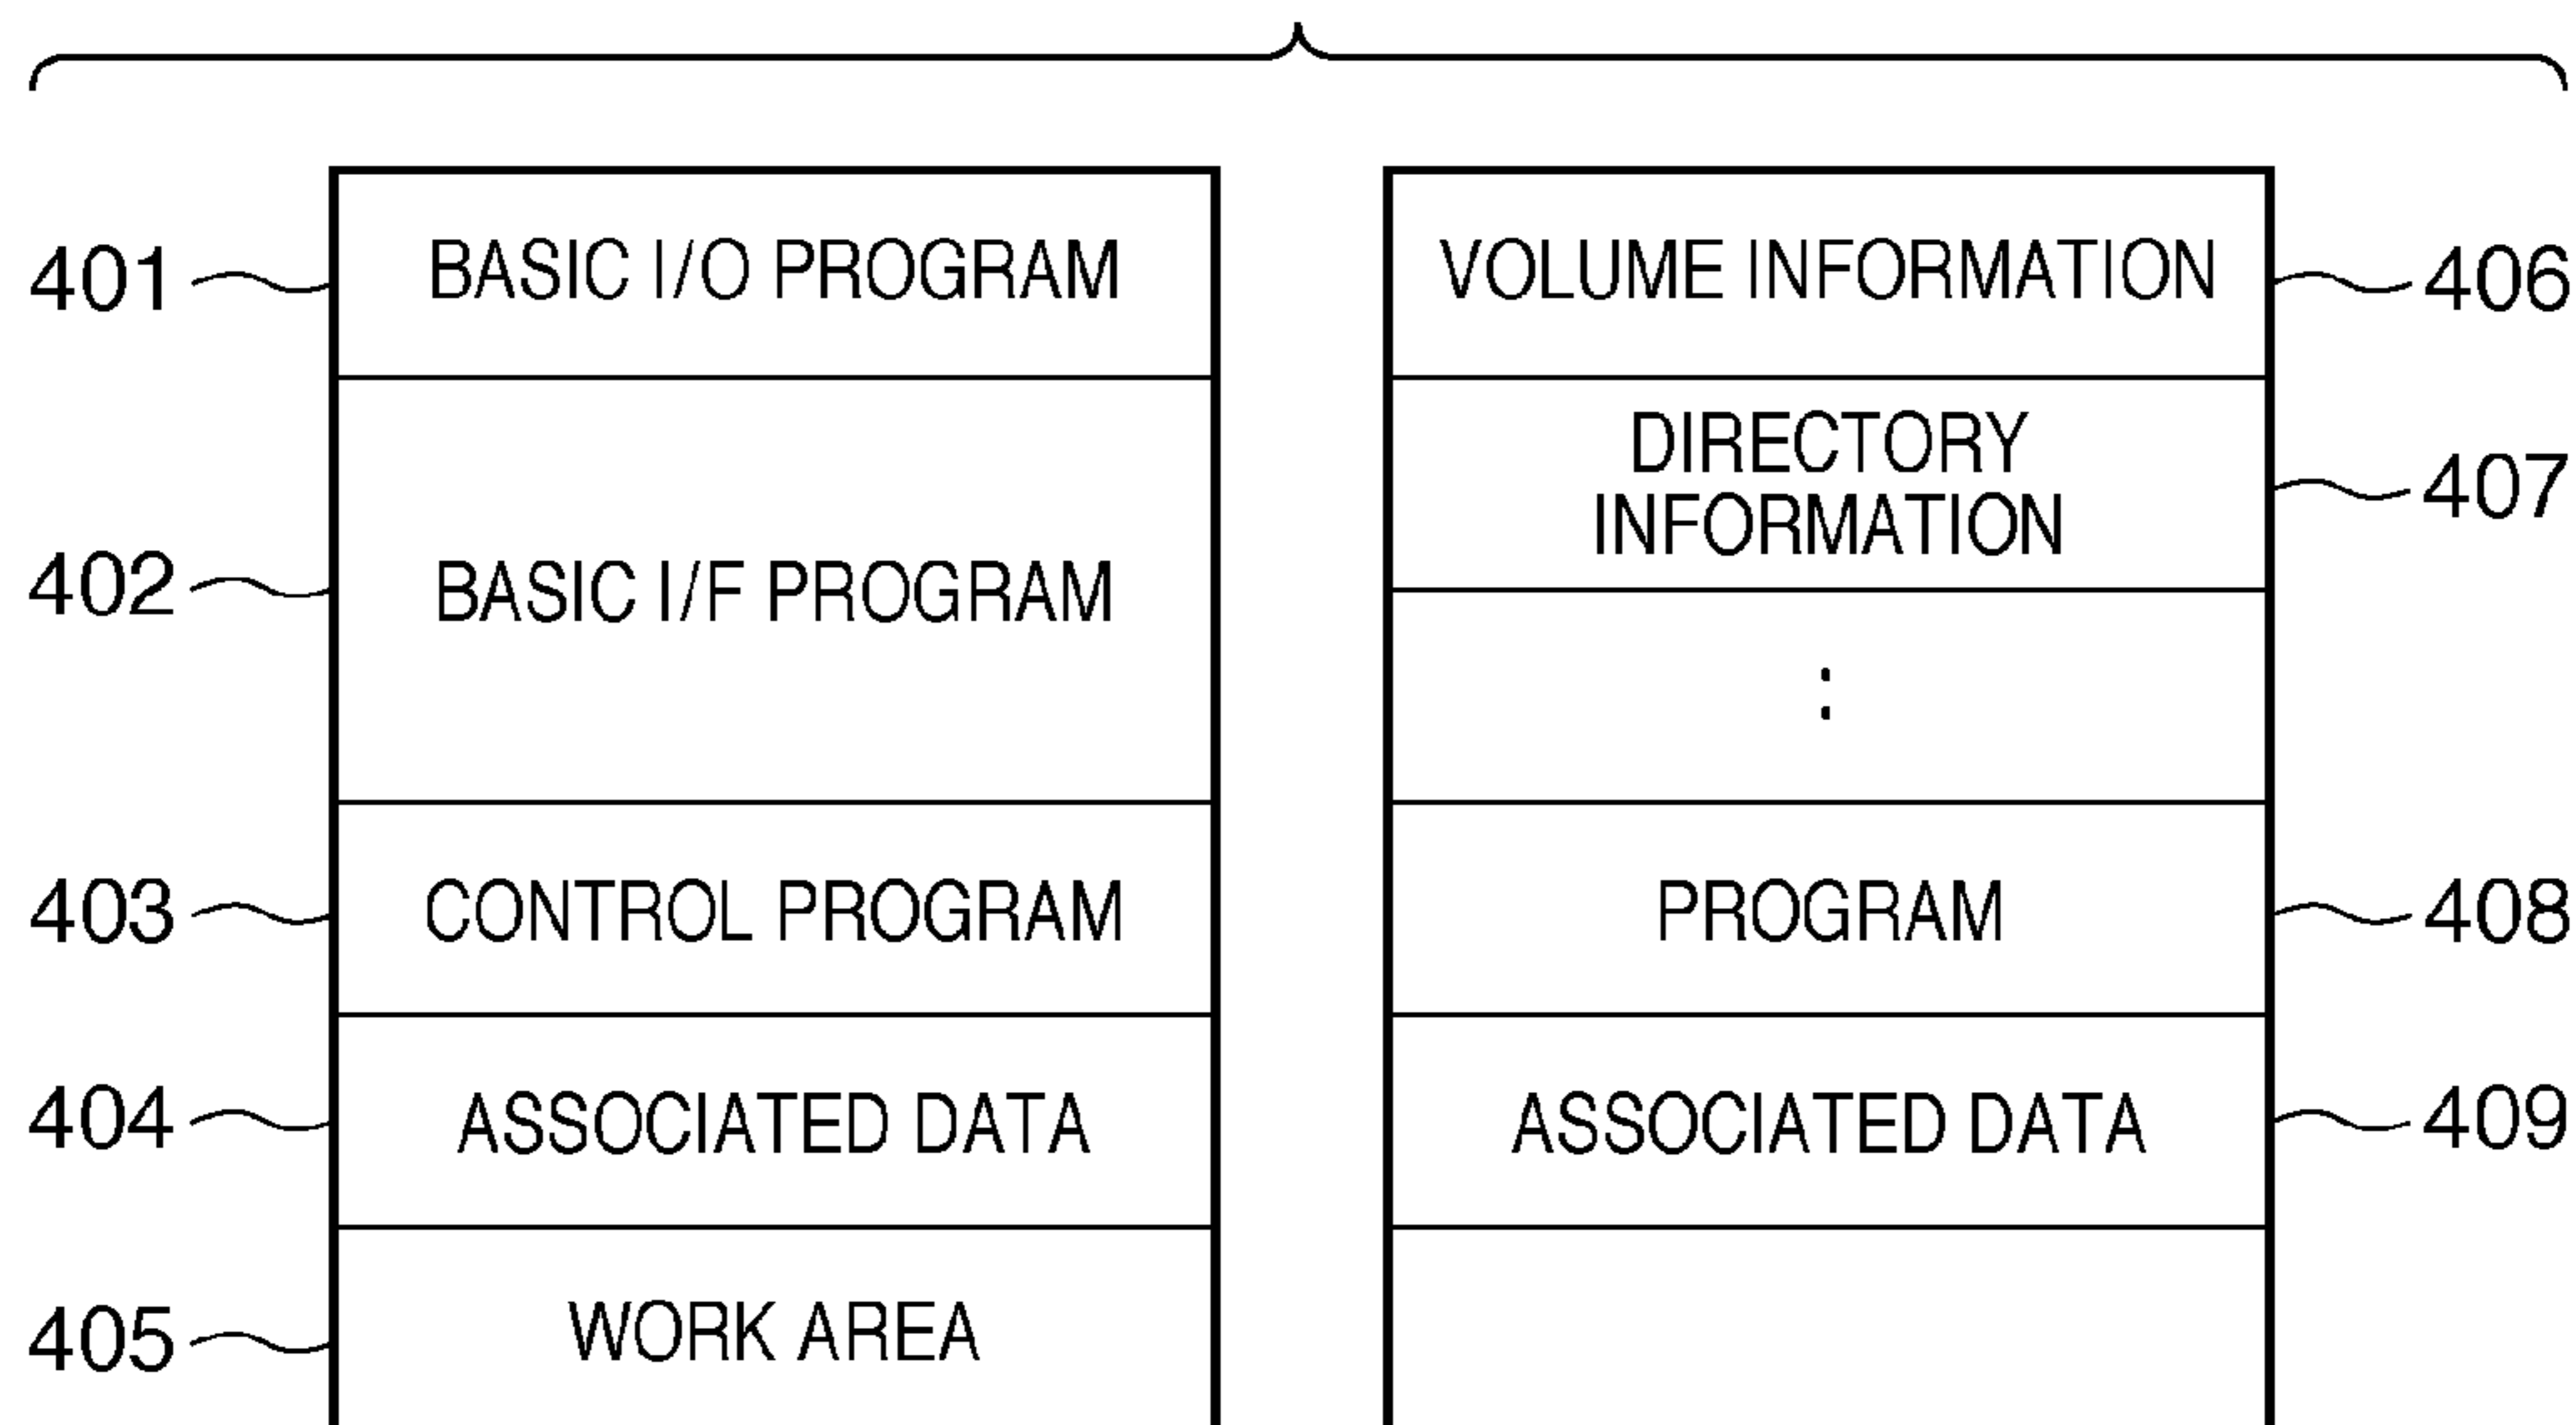 401 BASIC I/O PROGRAM
402 BASIC I/F PROGRAM
403 CONTROL PROGRAM
404 ASSOCIATED DATA
405 WORK AREA
VOLUME INFORMATION 406
DIRECTORY
INFORMATION 407
:
PROGRAM 408
ASSOCIATED DATA 409